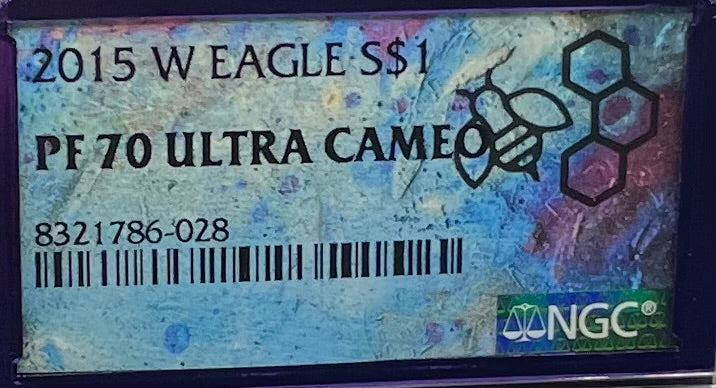 2015 W EAGLE S$1
PF 70 ULTRA CAMEO
8321786-028
NGC®